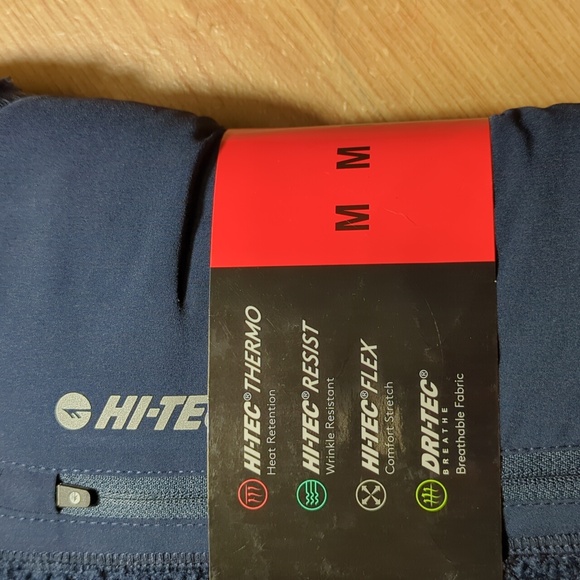 M M
HI-TEC® THERMO
Heat Retention
HI-TEC® RESIST
Wrinkle Resistant
HI-TEC® FLEX
Comfort Stretch
DRI-TEC®
BREATHE
Breathable Fabric
HI-TEC